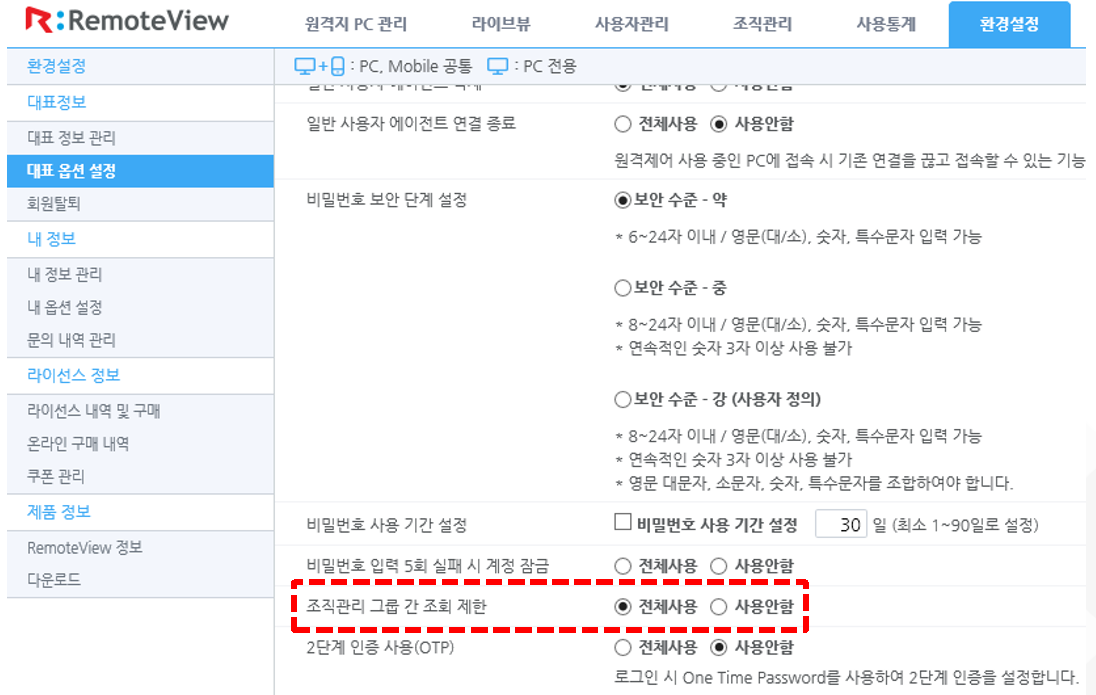 RemoteView
원격지 PC 관리
라이브뷰
사용자관리
조직관리
사용통계
환경설정
환경설정
대표정보
대표 정보 관리
대표 옵션 설정
회원탈퇴
내 정보
내 정보 관리
내 옵션 설정
문의 내역 관리
라이선스 정보
라이선스 내역 및 구매
온라인 구매 내역
쿠폰 관리
제품 정보
RemoteView 정보
다운로드
+ : PC, Mobile 공통 : PC 전용
전체사용 사용안함
일반 사용자 에이전트 연결 종료 전체사용 사용안함
원격제어 사용 중인 PC에 접속 시 기존 연결을 끊고 접속할 수 있는 기능
비밀번호 보안 단계 설정 보안 수준 - 약
* 6~24자 이내 / 영문(대/소), 숫자, 특수문자 입력 가능
보안 수준 - 중
* 8~24자 이내 / 영문(대/소), 숫자, 특수문자 입력 가능
* 연속적인 숫자 3자 이상 사용 불가
보안 수준 - 강 (사용자 정의)
* 8~24자 이내 / 영문(대/소), 숫자, 특수문자 입력 가능
* 연속적인 숫자 3자 이상 사용 불가
* 영문 대문자, 소문자, 숫자, 특수문자를 조합하여야 합니다.
비밀번호 사용 기간 설정 비밀번호 사용 기간 설정 30 일 (최소 1~90일로 설정)
비밀번호 입력 5회 실패 시 계정 잠금 전체사용 사용안함
조직관리 그룹 간 조회 제한 전체사용 사용안함
2단계 인증 사용(OTP) 전체사용 사용안함
로그인 시 One Time Password를 사용하여 2단계 인증을 설정합니다.